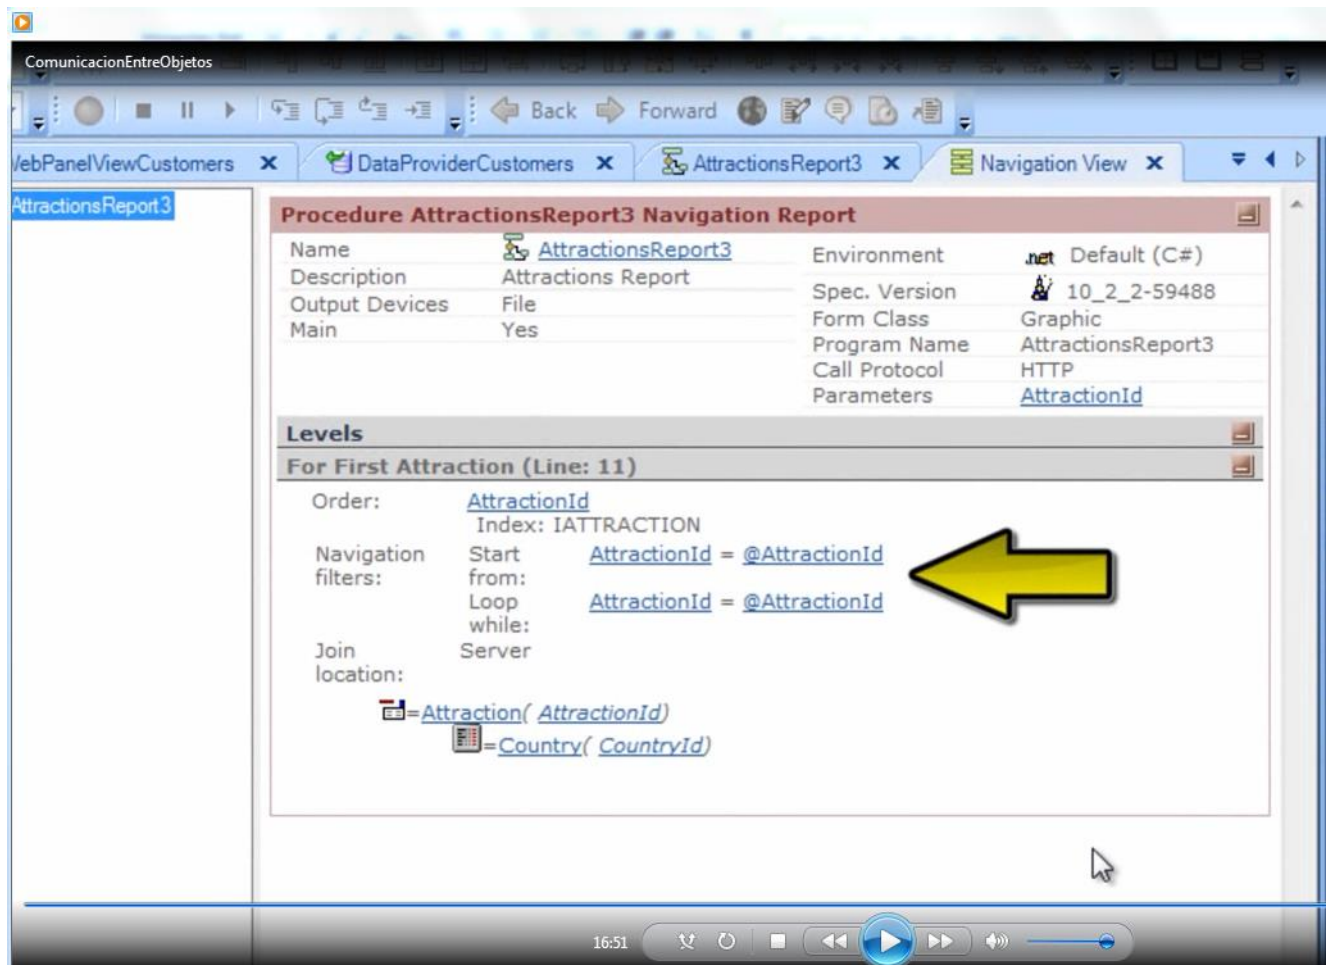 ComunicacionEntreObjetos
Back Forward
WebPanelViewCustomers DataProviderCustomers AttractionsReport3 Navigation View
AttractionsReport3
Procedure AttractionsReport3 Navigation Report
Name AttractionsReport3
Description Attractions Report
Output Devices File
Main Yes
Environment .net Default (C#)
Spec. Version 10_2_2-59488
Form Class Graphic
Program Name AttractionsReport3
Call Protocol HTTP
Parameters AttractionId
Levels
For First Attraction (Line: 11)
Order: AttractionId
Index: IATTRACTION
Navigation filters: Start from: AttractionId = @AttractionId
Loop while: AttractionId = @AttractionId
Join location: Server
=Attraction( AttractionId)
=Country( CountryId)
16:51